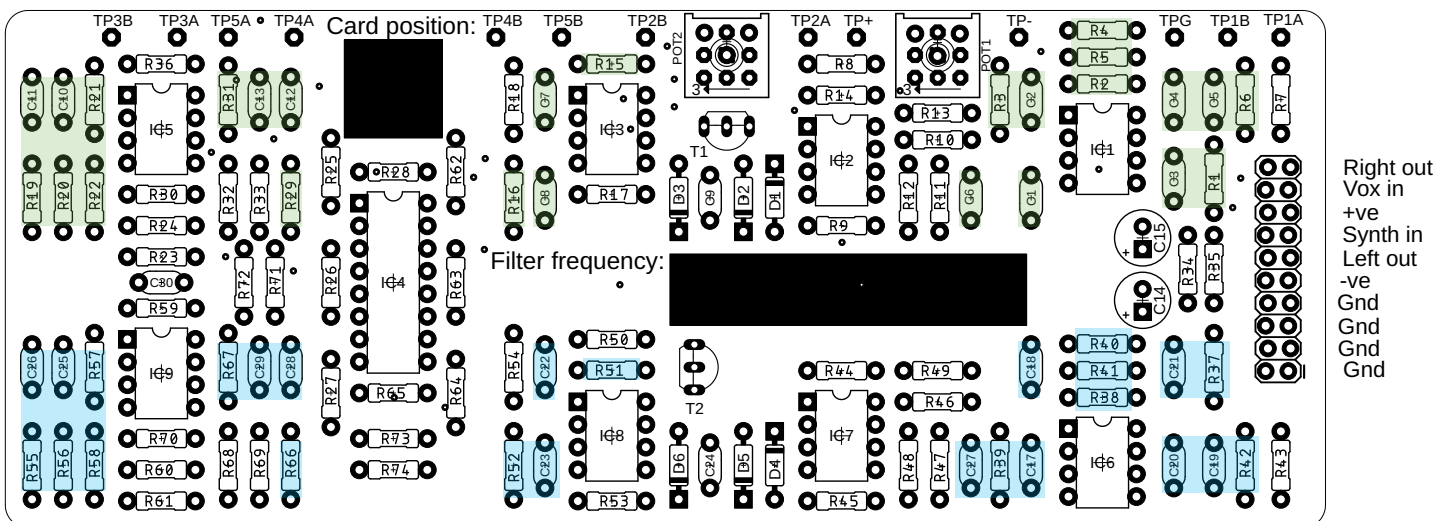 TP3B TP3A TP5A TP4A Card position: TP4B TP5B TP2B POT2 TP2A TP+ POT1 TP- TPG TP1B TP1A
R36 R15 R8 R4
R5
R2
3 3
C11 C10 R21 R31 C13 C12 R18 C7 R14 R3 C2 C4 C5 R6 R7
R13
IC5 IC3 R10
T1 IC2 IC1
R25 R28 R62 C3 R1
Right out
R19 R20 R22 R30 R32 R33 R29 R16 C8 R17 D3 C9 D2 D1 R12 R11 C6 C1 Vox in
+ve
R24 R9
Synth in
R23 Filter frequency: + C15 Left out
R72 R71 R26 IC4 R63 R34 R35
C30 -ve
R59 + C14 Gnd
Gnd
R50 R40 Gnd
C26 C25 R57 R67 C29 C28 R54 C22 R51 R44 R49 C18 R41 C21 R37 Gnd
IC9 R27 R65 R64 R46 R38
T2
R70 R73 IC8 IC7
R55 R56 R58 R60 R68 R69 R66 R74 R52 C23 D6 C24 D5 D4 R48 R47 C27 R39 C17 IC6 C20 C19 R42 R43
R61 R53 R45